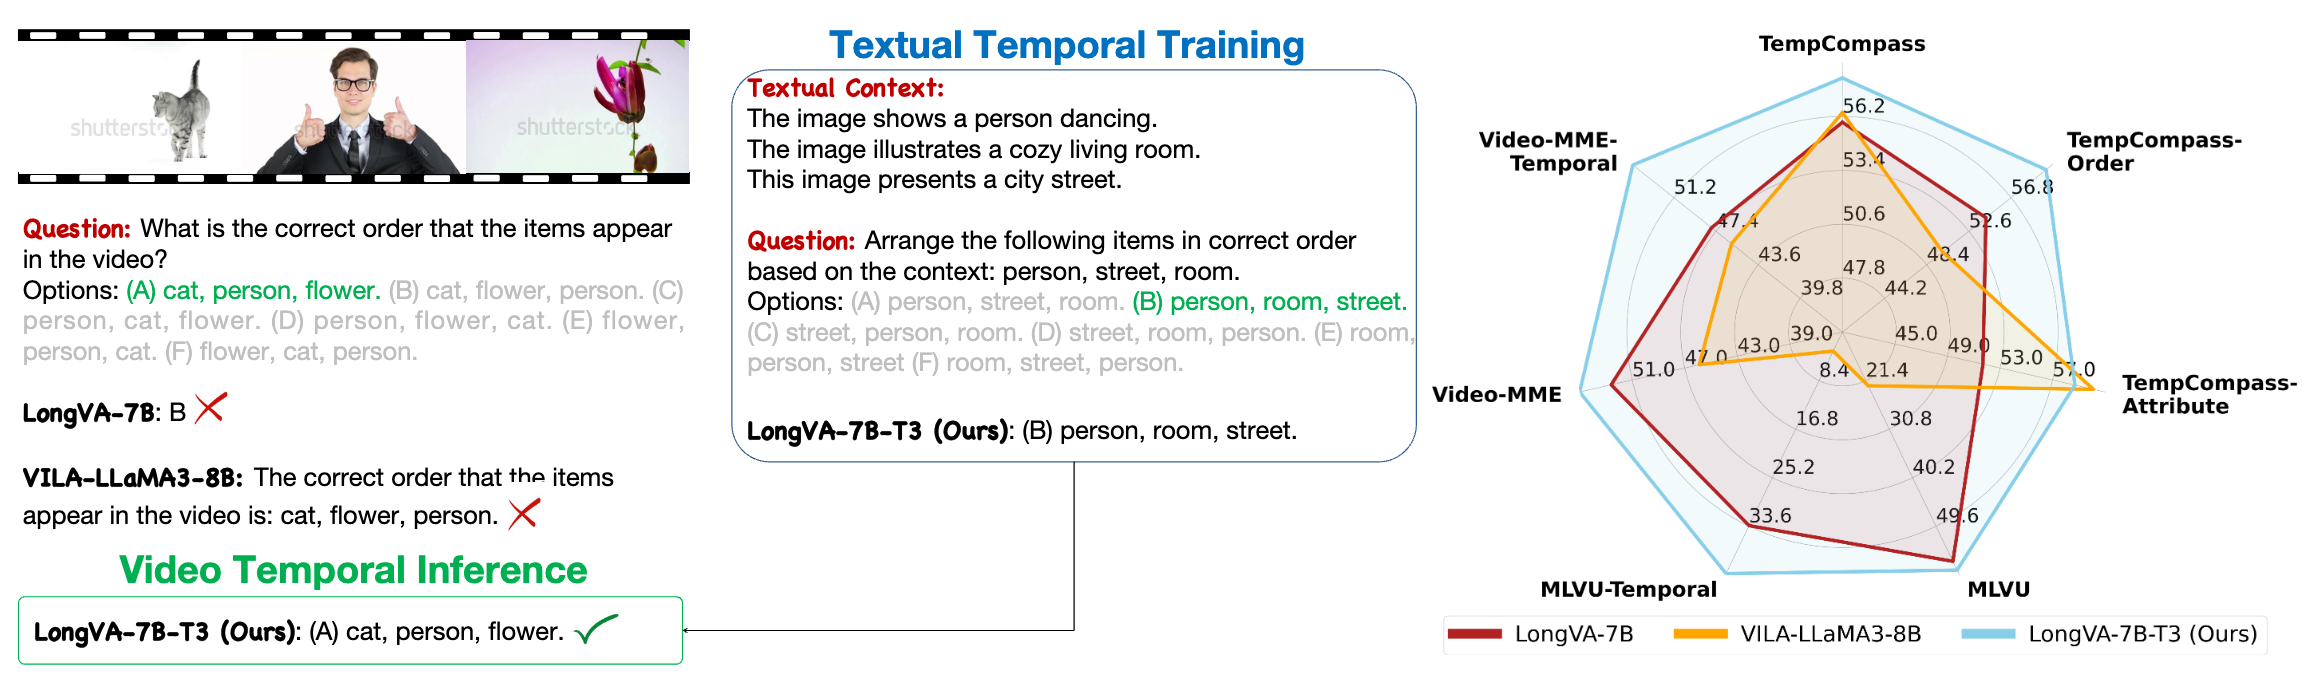 shutterstock
shutterstock
shutterstock
Question: What is the correct order that the items appear
in the video?
Options: (A) cat, person, flower. (B) cat, flower, person. (C)
person, cat, flower. (D) person, flower, cat. (E) flower,
person, cat. (F) flower, cat, person.
LongVA-7B: B
VILA-LLaMA3-8B: The correct order that the items
appear in the video is: cat, flower, person.
Video Temporal Inference
LongVA-7B-T3 (Ours): (A) cat, person, flower.
Textual Temporal Training
Textual Context:
The image shows a person dancing.
The image illustrates a cozy living room.
This image presents a city street.
Question: Arrange the following items in correct order
based on the context: person, street, room.
Options: (A) person, street, room. (B) person, room, street.
(C) street, person, room. (D) street, room, person. (E) room,
person, street (F) room, street, person.
LongVA-7B-T3 (Ours): (B) person, room, street.
TempCompass
56.2
53.4
50.6
47.8
TempCompass-
Order
56.8
52.6
48.4
44.2
Video-MME-
Temporal
51.2
47.4
43.6
39.8
Video-MME
51.0
47.0
43.0
39.0
45.0
49.0
53.0
57.0
TempCompass-
Attribute
8.4
16.8
25.2
33.6
MLVU-Temporal
21.4
30.8
40.2
49.6
MLVU
LongVA-7B
VILA-LLaMA3-8B
LongVA-7B-T3 (Ours)